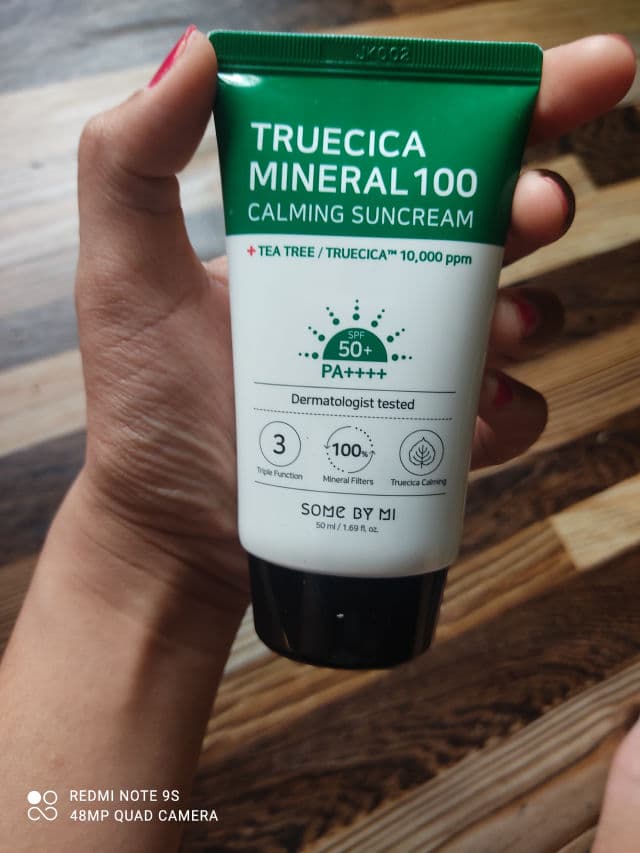 JK002
TRUECICA
MINERAL 100
CALMING SUNCREAM
+ TEA TREE / TRUECICA™ 10,000 ppm
SPF
50+
PA++++
Dermatologist tested
3
100%
Triple Function
Mineral Filters
Truecica Calming
SOME BY MI
50 ml / 1.69 fl. oz.
REDMI NOTE 9S
48MP QUAD CAMERA